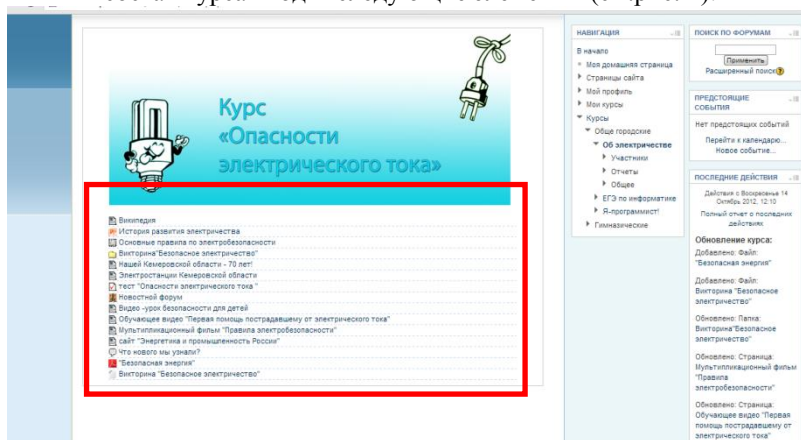 Курс
«Опасности
электрического тока»
Википедия
История развития электричества
Основные правила по электробезопасности
Викторина"Безопасное электричество"
Нашей Кемеровской области - 70 лет!
Электростанции Кемеровской области
тест "Опасности электрического тока "
Новостной форум
Видео -урок безопасности для детей
Обучающее видео "Первая помощь пострадавшему от электрического тока"
Мультипликационный фильм "Правила электробезопасности"
сайт "Энергетика и промышленность России"
Что нового мы узнали?
"Безопасная энергия"
Викторина "Безопасное электричество"
НАВИГАЦИЯ
В начало
Моя домашняя страница
Страницы сайта
Мой профиль
Мои курсы
Курсы
Обще городские
Об электричестве
Участники
Отчеты
Общее
ЕГЭ по информатике
Я-программист!
Гимназические
ПОИСК ПО ФОРУМАМ
Применить
Расширенный поиск
ПРЕДСТОЯЩИЕ
СОБЫТИЯ
Нет предстоящих событий
Перейти к календарю...
Новое событие...
ПОСЛЕДНИЕ ДЕЙСТВИЯ
Действия с Воскресенье 14
Октябрь 2012, 12:10
Полный отчет о последних
действиях
Обновление курса:
Добавлено: Файл:
"Безопасная энергия"
Добавлено: Файл:
Викторина "Безопасное
электричество"
Обновлено: Папка:
Викторина"Безопасное
электричество"
Обновлено: Страница:
Мультипликационный фильм
"Правила
электробезопасности"
Обновлено: Страница:
Обучающее видео "Первая
помощь пострадавшему от
электрического тока"